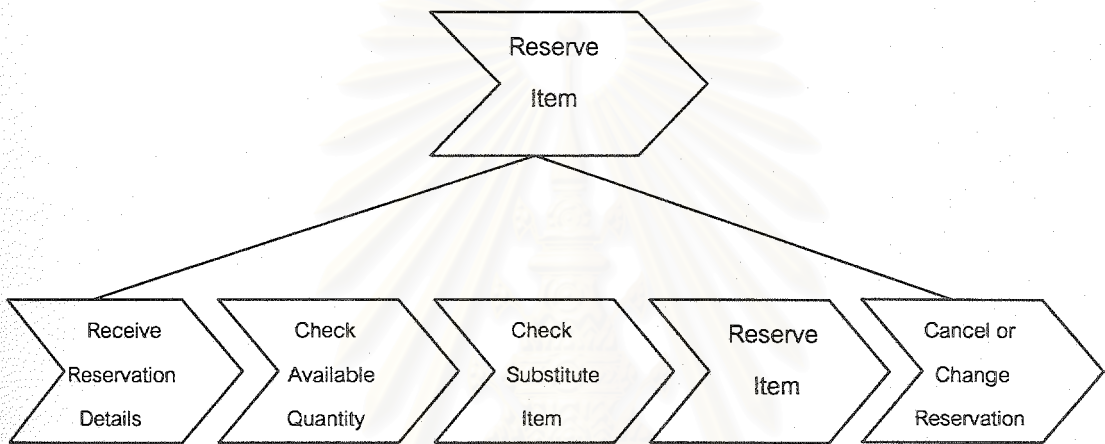 Reserve
Item
Receive
Reservation
Details
Check
Available
Quantity
Check
Substitute
Item
Reserve
Item
Cancel or
Change
Reservation